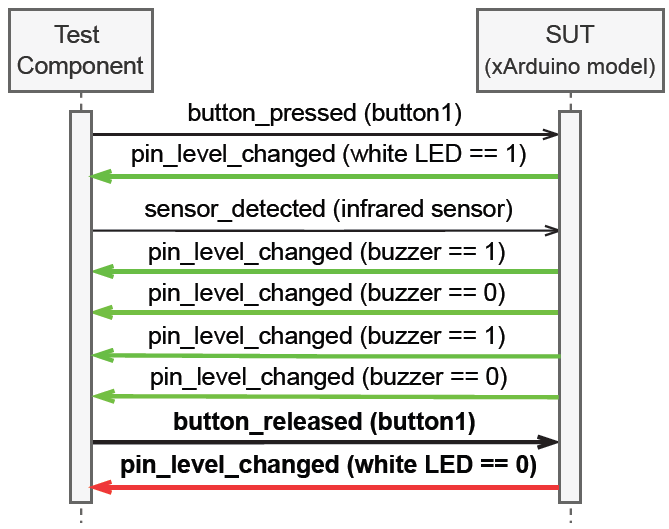 Test
Component
SUT
(xArduino model)
button_pressed (button1)
pin_level_changed (white LED == 1)
sensor_detected (infrared sensor)
pin_level_changed (buzzer == 1)
pin_level_changed (buzzer == 0)
pin_level_changed (buzzer == 1)
pin_level_changed (buzzer == 0)
button_released (button1)
pin_level_changed (white LED == 0)